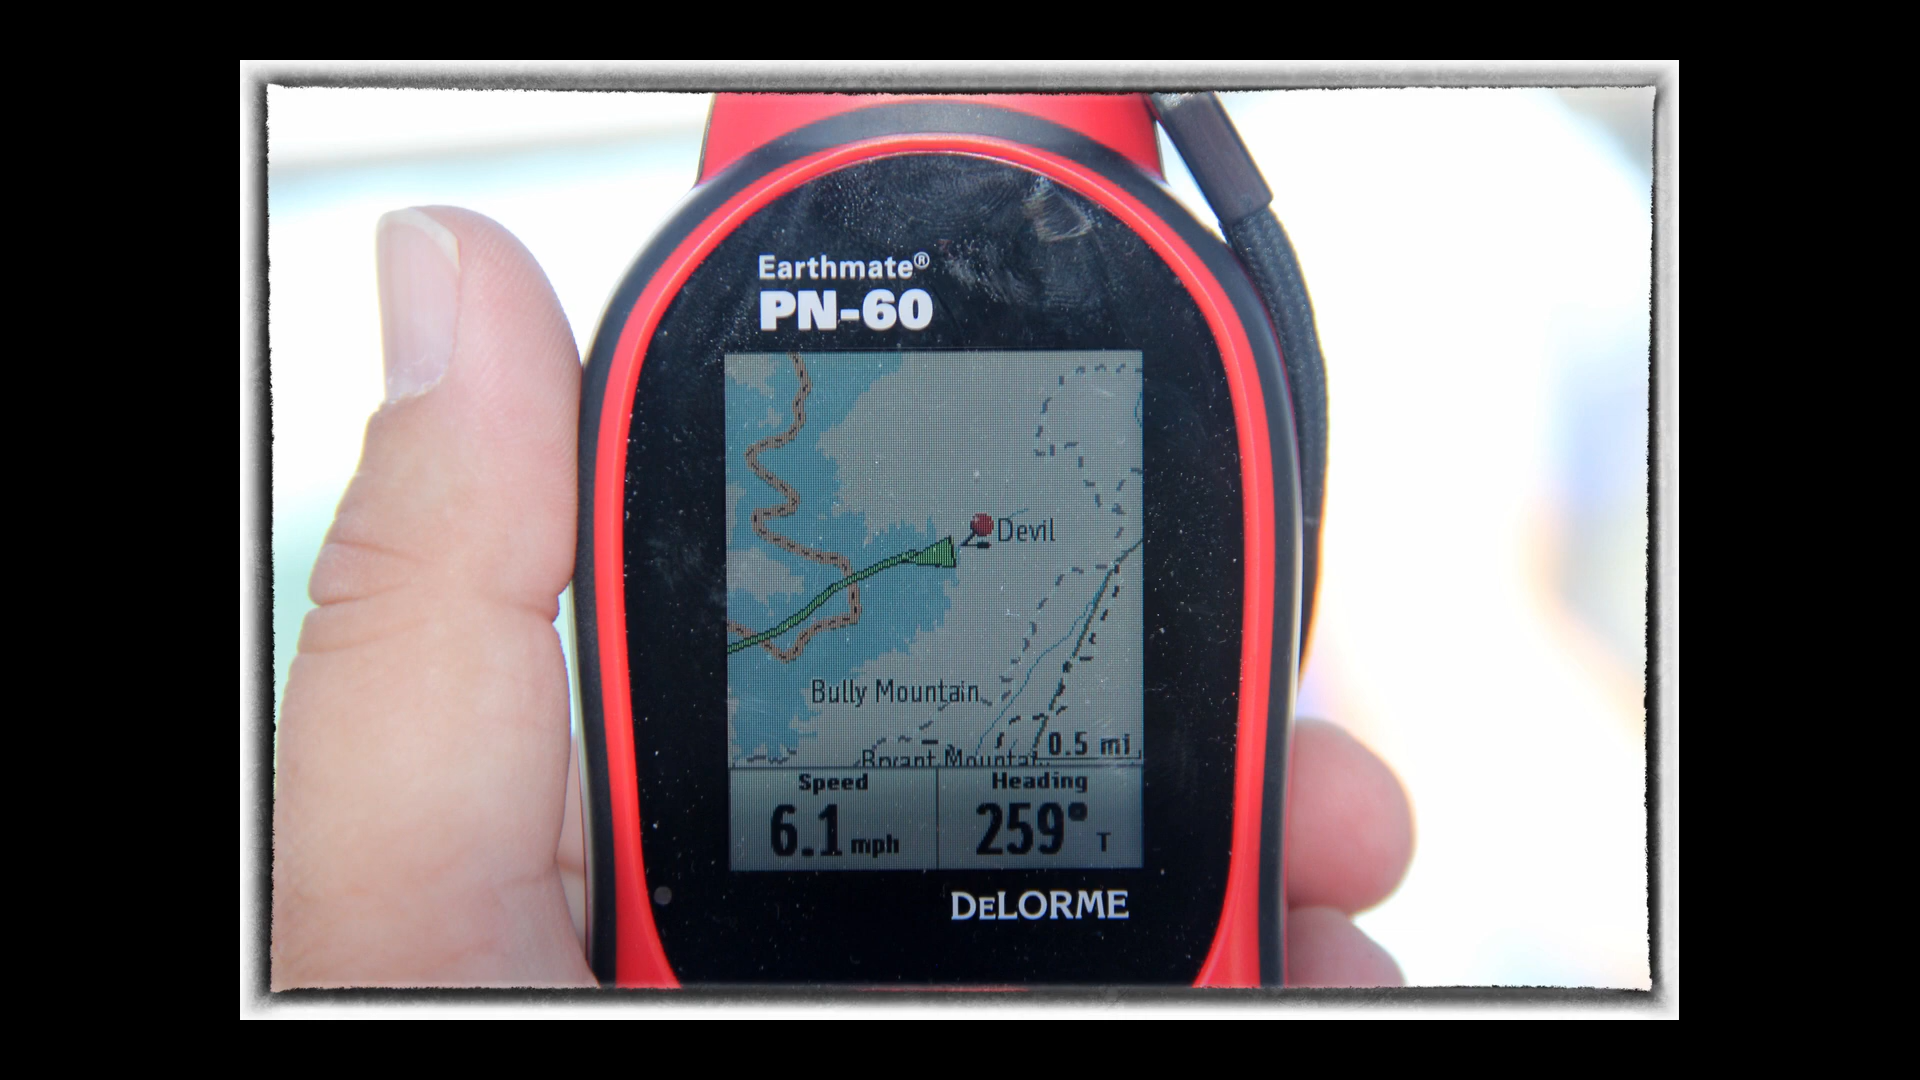 Earthmate®
PN-60
Devil
Bully Mountain
0.5 mi
Speed
Heading
6.1 mph
259° T
DeLORME